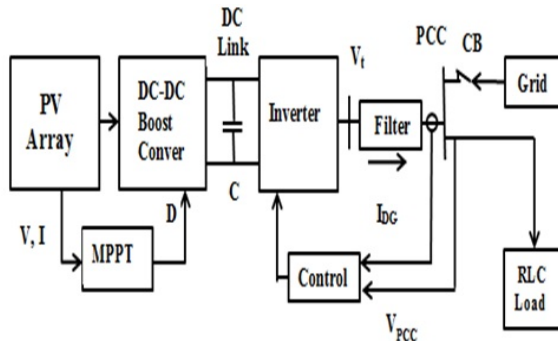 DC
Link
PV
Array
DC-DC
Boost
Conver
C
Inverter
Vt
Filter
PCC
CB
Grid
V, I
MPPT
D
IDG
Control
VPCC
RLC
Load